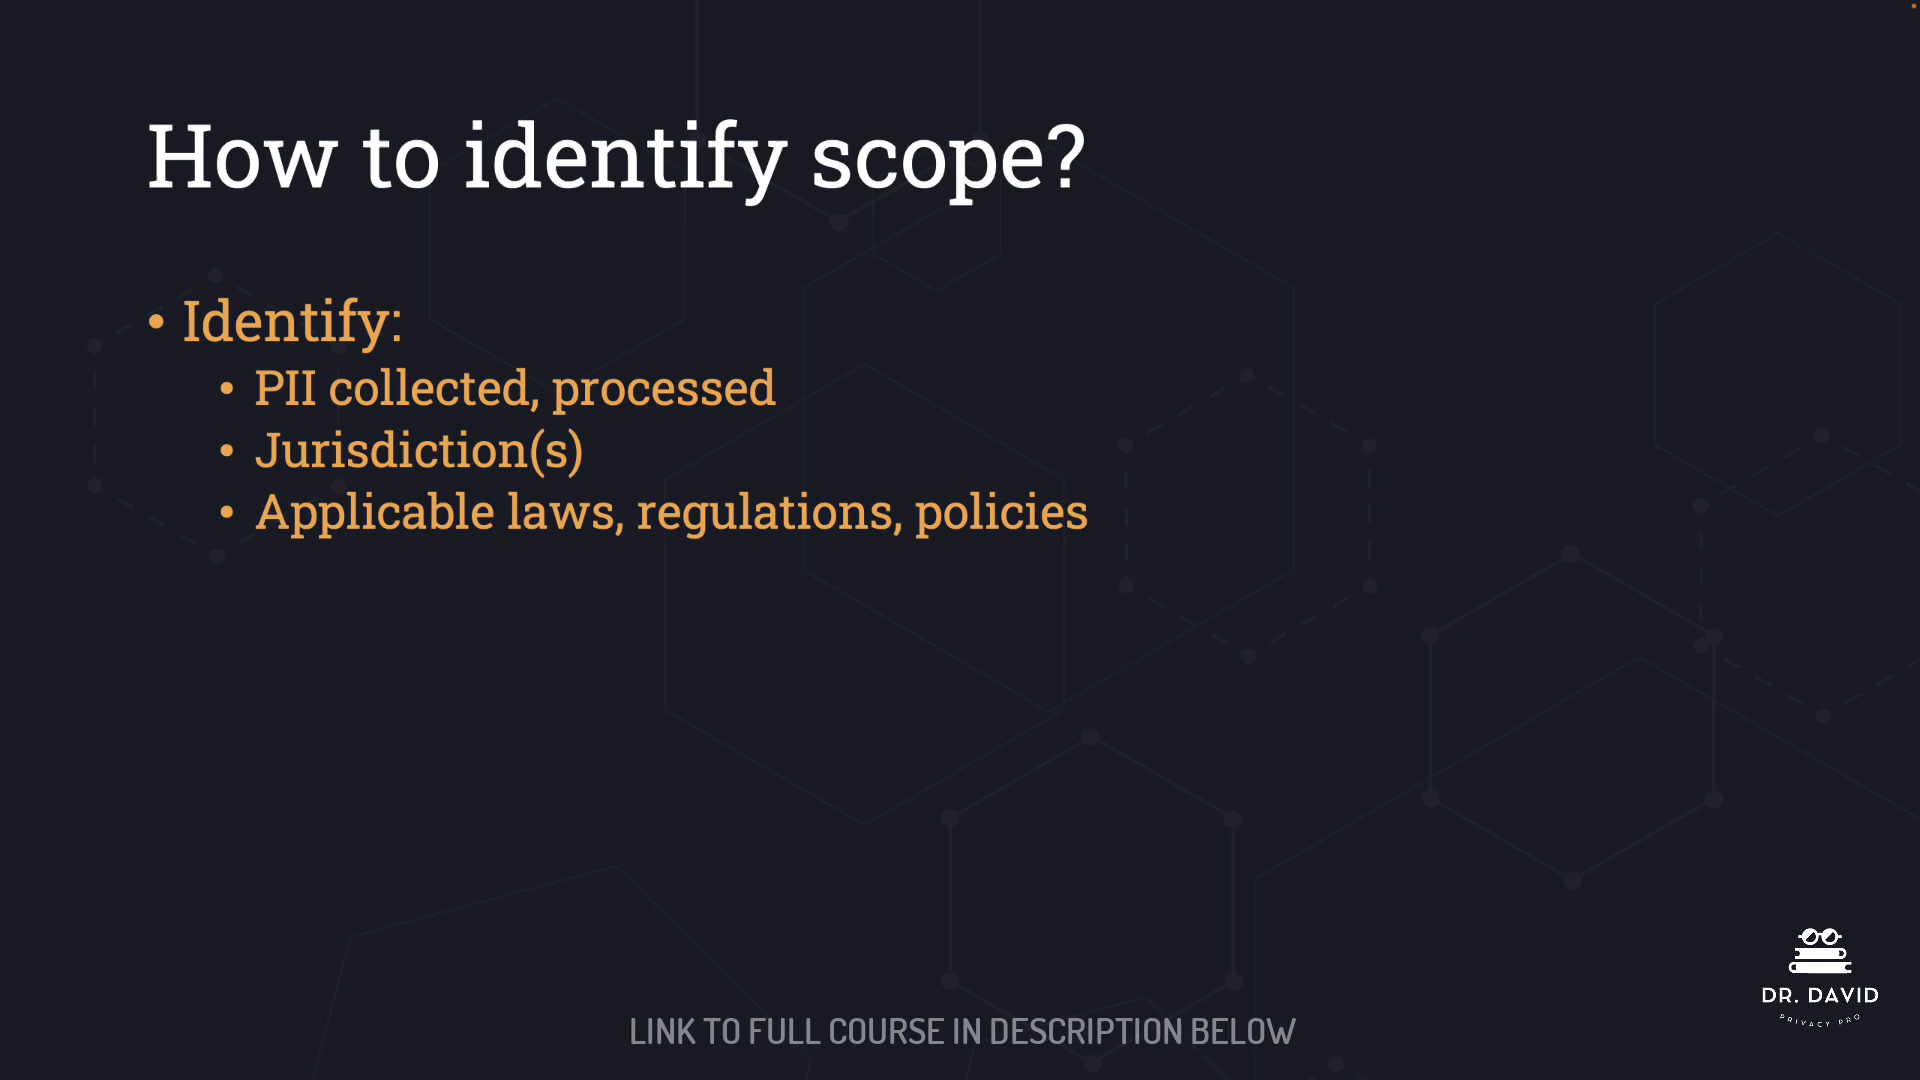 How to identify scope?
• Identify:
• PII collected, processed
• Jurisdiction(s)
• Applicable laws, regulations, policies
DR. DAVID
PRIVACY PRO
LINK TO FULL COURSE IN DESCRIPTION BELOW